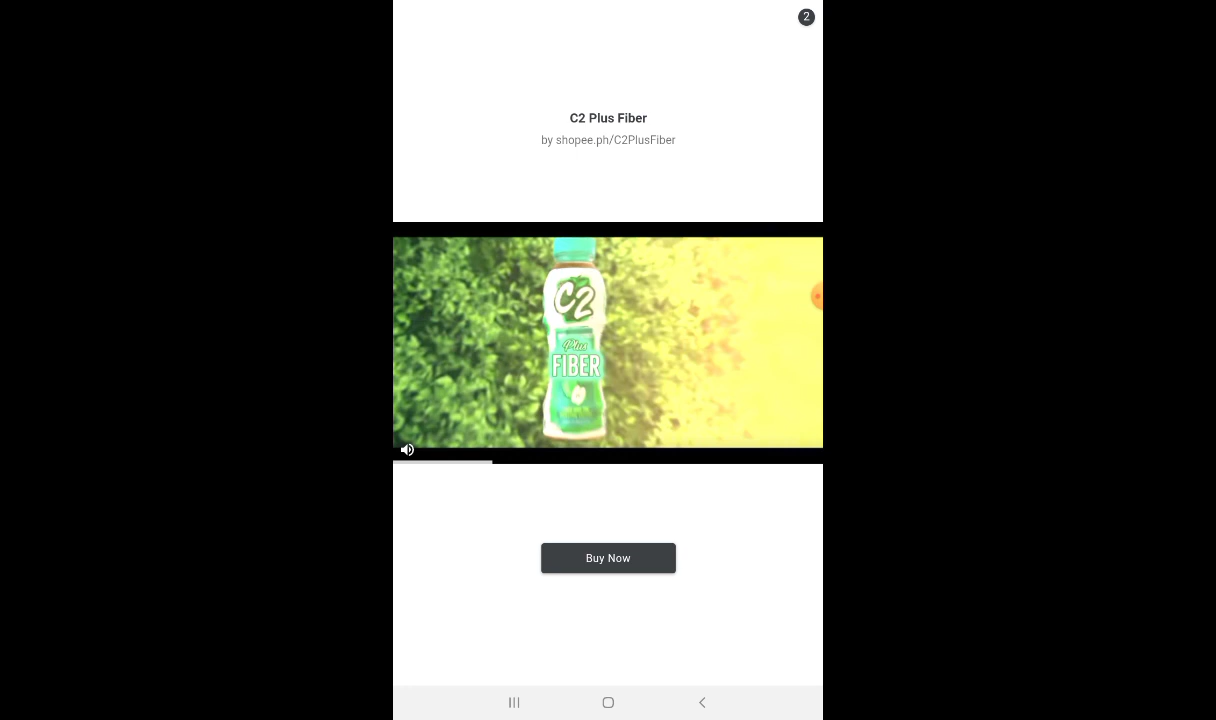 2
C2 Plus Fiber
by shopee.ph/C2PlusFiber
C2
Plus
FIBER
Buy Now